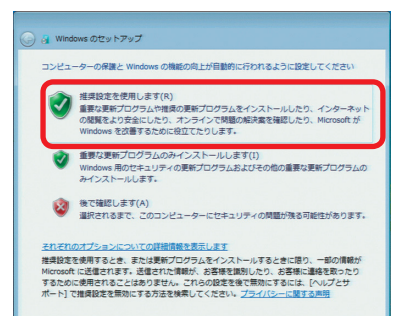 Windows のセットアップ
コンピューターの保護と Windows の機能の向上が自動的に行われるように設定してください
推奨設定を使用します(R)
重要な更新プログラムや推奨の更新プログラムをインストールしたり、インターネット
の閲覧をより安全にしたり、オンラインで問題の解決案を確認したり、Microsoft が
Windows を改善するために役立てたりします。
重要な更新プログラムのみインストールします(I)
Windows 用のセキュリティの更新プログラムおよびその他の重要な更新プログラムの
みインストールします。
後で確認します(A)
選択されるまで、このコンピューターにセキュリティの問題が残る可能性があります。
それぞれのオプションについての詳細情報を表示します
推奨設定を使用するとき、または更新プログラムをインストールするときに限り、一部の情報が
Microsoft に送信されます。送信された情報が、お客様を識別したり、お客様に連絡を取ったり
するために使用されることはありません。これらの設定を後で無効にするには、[ヘルプとサ
ポート] で推奨設定を無効にする方法を検索してください。プライバシーに関する声明